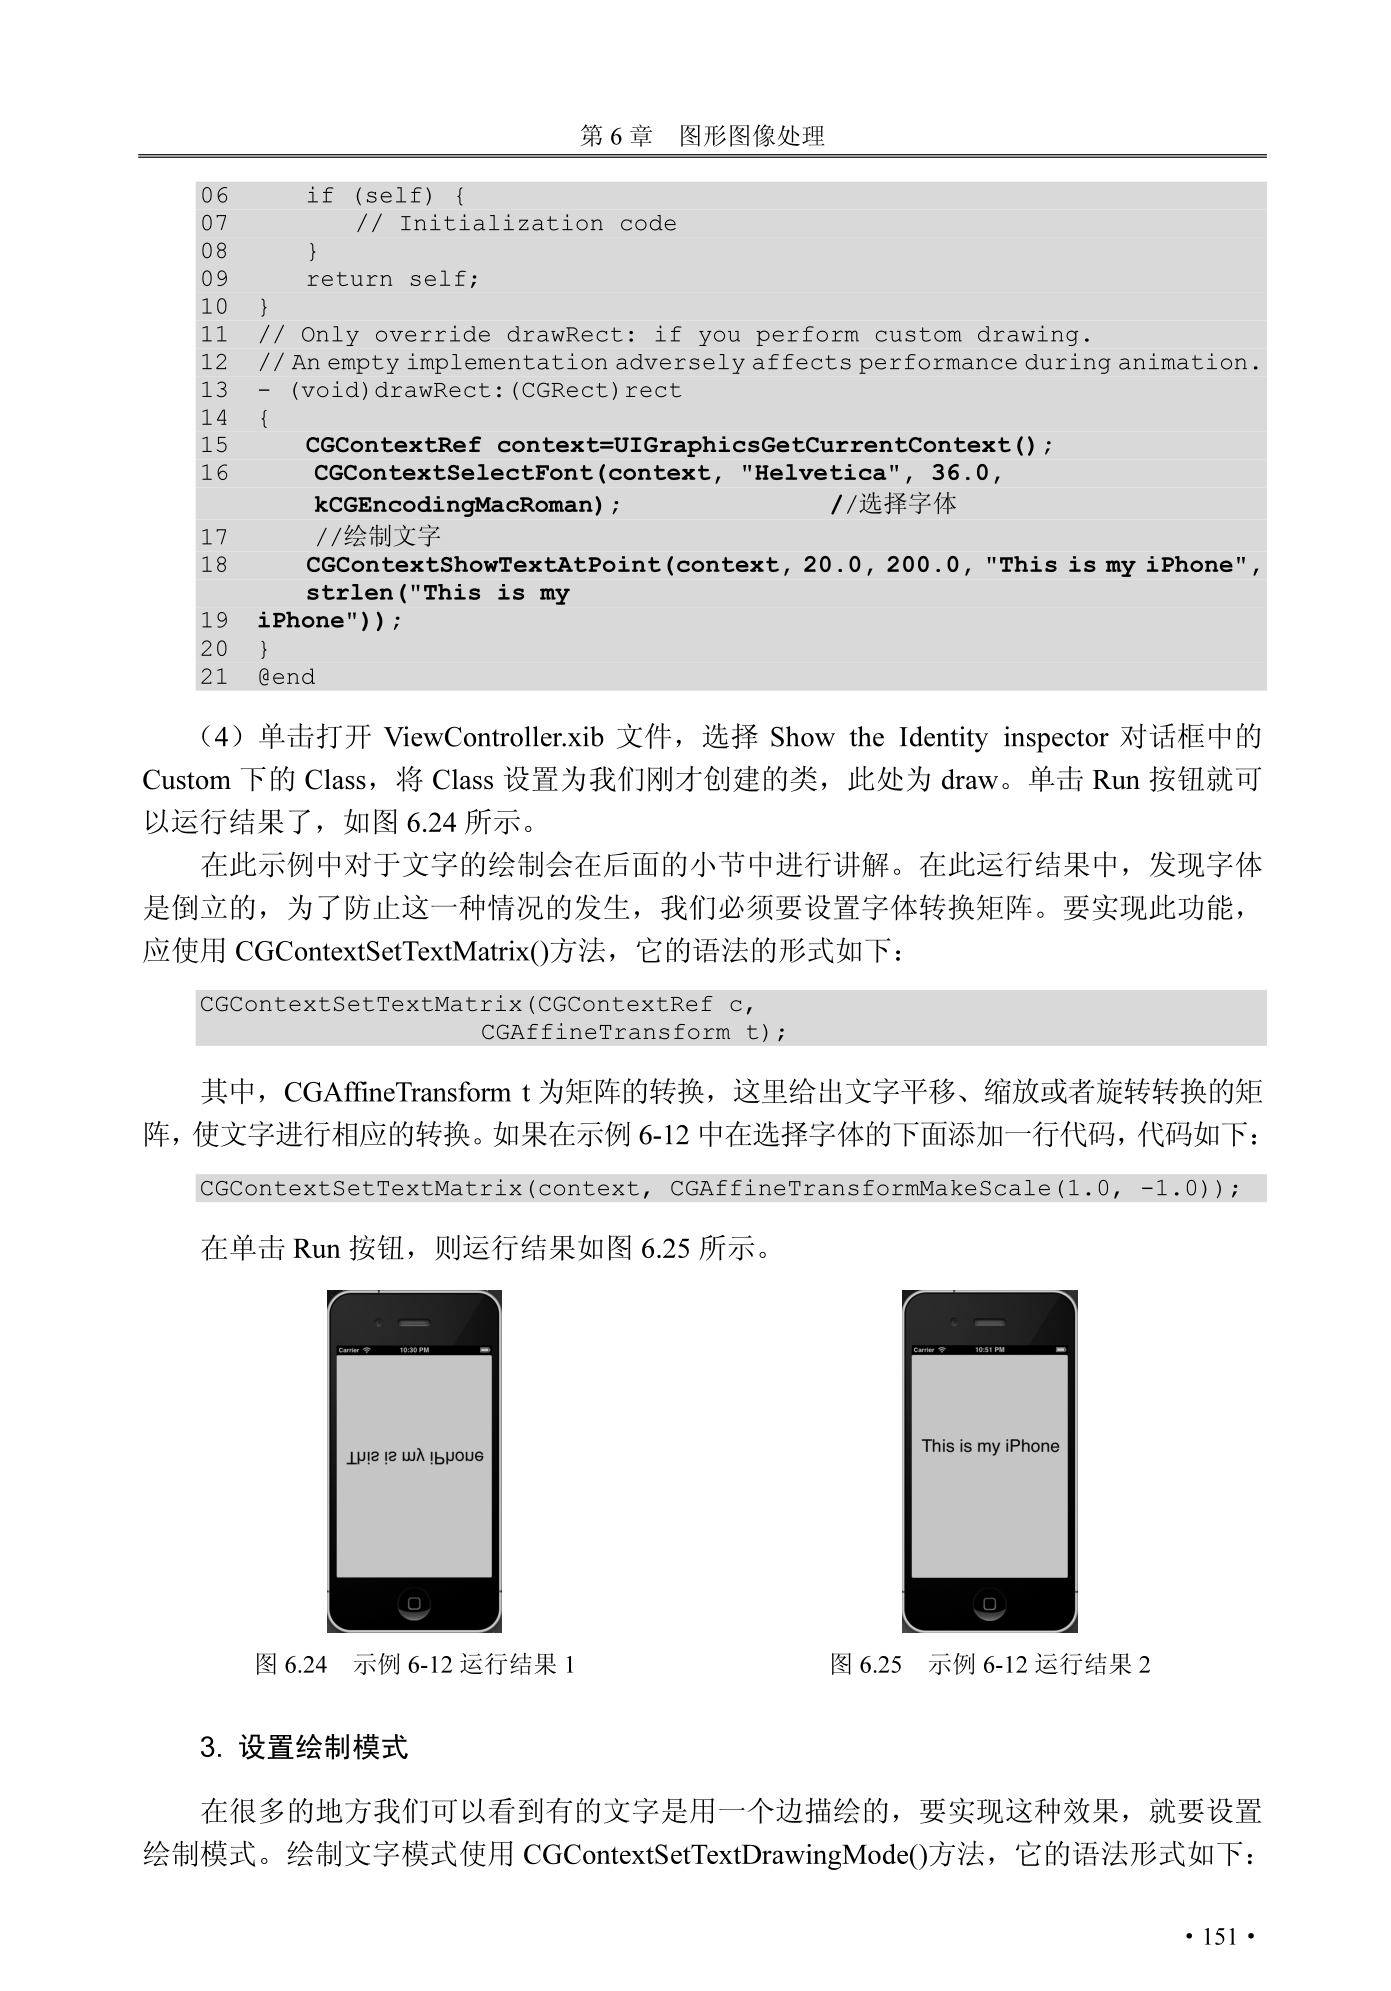 第 6 章　图形图像处理
06     if (self) {
07        // Initialization code
08     }
09     return self;
10  }
11  // Only override drawRect: if you perform custom drawing.
12  // An empty implementation adversely affects performance during animation.
13  - (void)drawRect:(CGRect)rect
14  {
15     CGContextRef context=UIGraphicsGetCurrentContext();
16     CGContextSelectFont(context, "Helvetica", 36.0,
kCGEncodingMacRoman);                //选择字体
17     //绘制文字
18     CGContextShowTextAtPoint(context, 20.0, 200.0, "This is my iPhone",
strlen("This is my
19  iPhone"));
20  }
21  @end
（4）单击打开 ViewController.xib 文件，选择 Show the Identity inspector 对话框中的
Custom 下的 Class，将 Class 设置为我们刚才创建的类，此处为 draw。单击 Run 按钮就可
以运行结果了，如图 6.24 所示。
在此示例中对于文字的绘制会在后面的小节中进行讲解。在此运行结果中，发现字体
是倒立的，为了防止这一种情况的发生，我们必须要设置字体转换矩阵。要实现此功能，
应使用 CGContextSetTextMatrix()方法，它的语法的形式如下：
CGContextSetTextMatrix(CGContextRef c,
CGAffineTransform t);
其中，CGAffineTransform t 为矩阵的转换，这里给出文字平移、缩放或者旋转转换的矩
阵，使文字进行相应的转换。如果在示例 6-12 中在选择字体的下面添加一行代码，代码如下：
CGContextSetTextMatrix(context, CGAffineTransformMakeScale(1.0, -1.0));
在单击 Run 按钮，则运行结果如图 6.25 所示。
Carrier 10:30 PM
This is my iPhone
Carrier 10:51 PM
This is my iPhone
图 6.24　示例 6-12 运行结果 1
图 6.25　示例 6-12 运行结果 2
3. 设置绘制模式
在很多的地方我们可以看到有的文字是用一个边描绘的，要实现这种效果，就要设置
绘制模式。绘制文字模式使用 CGContextSetTextDrawingMode()方法，它的语法形式如下：
· 151 ·